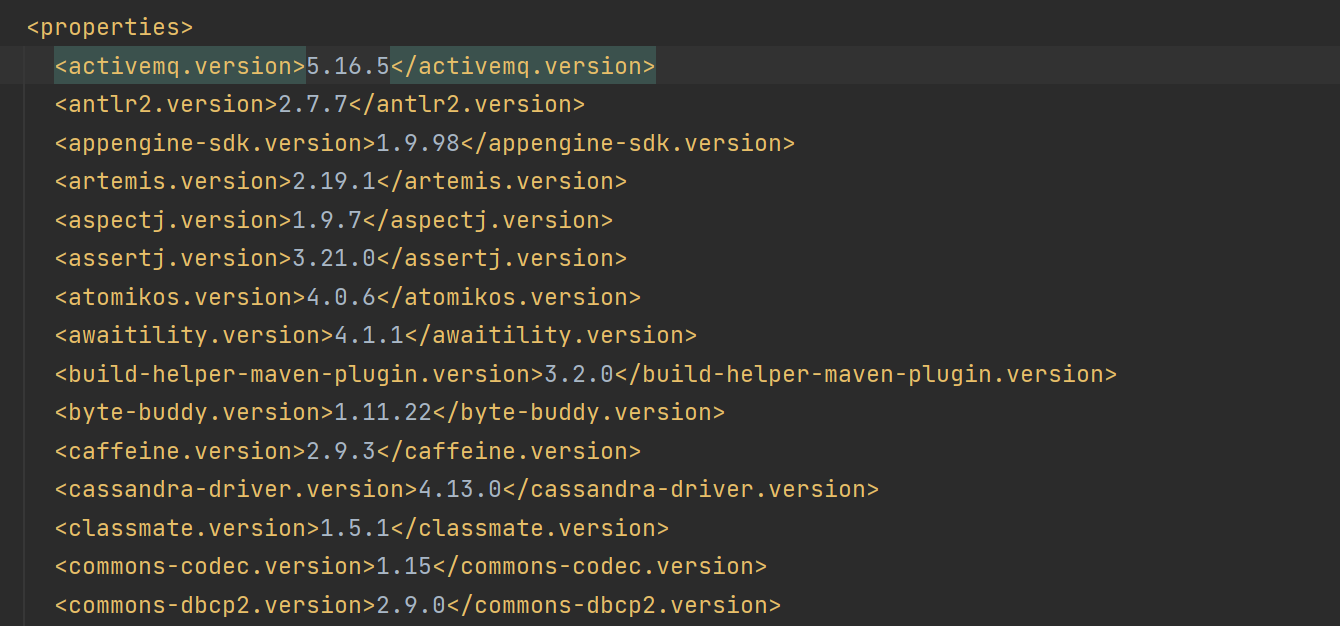 <properties>
<activemq.version>5.16.5</activemq.version>
<antlr2.version>2.7.7</antlr2.version>
<appengine-sdk.version>1.9.98</appengine-sdk.version>
<artemis.version>2.19.1</artemis.version>
<aspectj.version>1.9.7</aspectj.version>
<assertj.version>3.21.0</assertj.version>
<atomikos.version>4.0.6</atomikos.version>
<awaitility.version>4.1.1</awaitility.version>
<build-helper-maven-plugin.version>3.2.0</build-helper-maven-plugin.version>
<byte-buddy.version>1.11.22</byte-buddy.version>
<caffeine.version>2.9.3</caffeine.version>
<cassandra-driver.version>4.13.0</cassandra-driver.version>
<classmate.version>1.5.1</classmate.version>
<commons-codec.version>1.15</commons-codec.version>
<commons-dbcp2.version>2.9.0</commons-dbcp2.version>